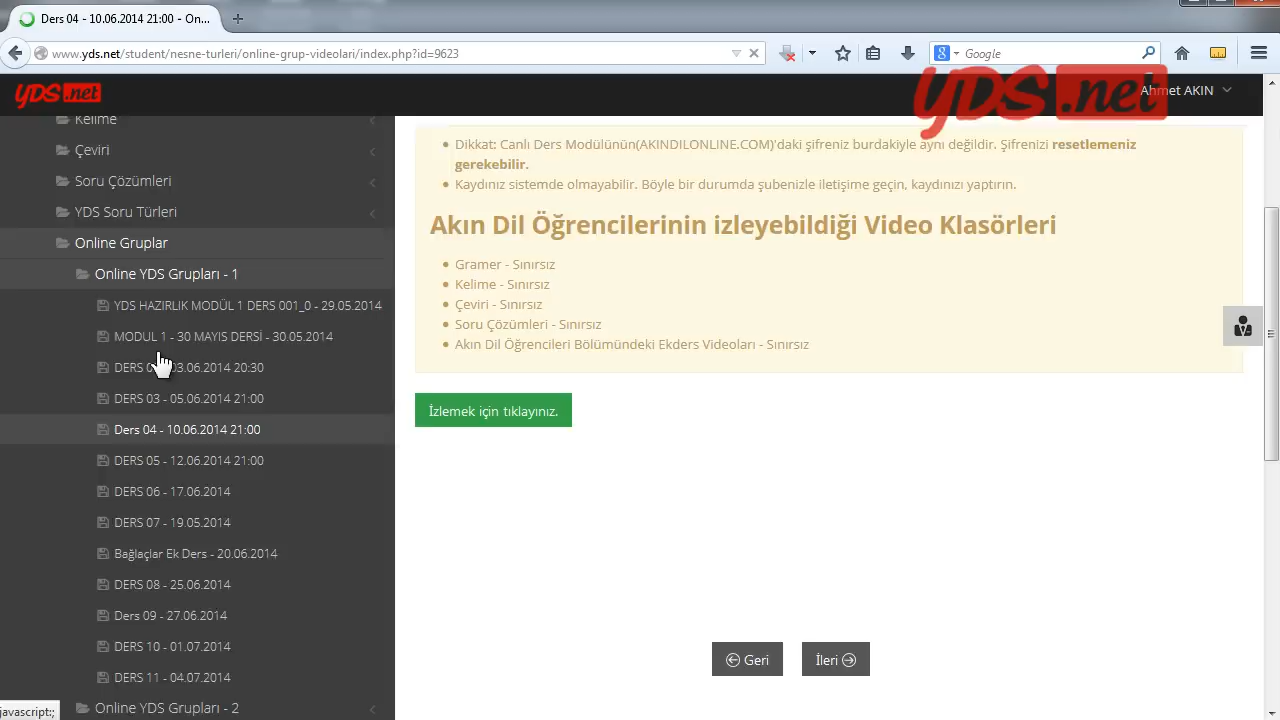 Ders 04 - 10.06.2014 21:00 - On...
www.yds.net/student/nesne-turleri/online-grup-videolari/index.php?id=9623
Google
YDS.net
Ahmet AKIN
YDS.net
Kelime
Çeviri
Soru Çözümleri
YDS Soru Türleri
Online Gruplar
Online YDS Grupları - 1
YDS HAZIRLIK MODÜL 1 DERS 001_0 - 29.05.2014
MODUL 1 - 30 MAYIS DERSİ - 30.05.2014
DERS 03.06.2014 20:30
DERS 03 - 05.06.2014 21:00
Ders 04 - 10.06.2014 21:00
DERS 05 - 12.06.2014 21:00
DERS 06 - 17.06.2014
DERS 07 - 19.05.2014
Bağlaçlar Ek Ders - 20.06.2014
DERS 08 - 25.06.2014
Ders 09 - 27.06.2014
DERS 10 - 01.07.2014
DERS 11 - 04.07.2014
Online YDS Grupları - 2
javascript:;
Dikkat: Canlı Ders Modülünün(AKINDILONLINE.COM)'daki şifreniz burdakiyle aynı değildir. Şifrenizi resetlemeniz
gerekebilir.
Kaydınız sistemde olmayabilir. Böyle bir durumda şubenizle iletişime geçin, kaydınızı yaptırın.
Akın Dil Öğrencilerinin izleyebildiği Video Klasörleri
Gramer - Sınırsız
Kelime - Sınırsız
Çeviri - Sınırsız
Soru Çözümleri - Sınırsız
Akın Dil Öğrencileri Bölümündeki Ekders Videoları - Sınırsız
İzlemek için tıklayınız.
Geri
İleri